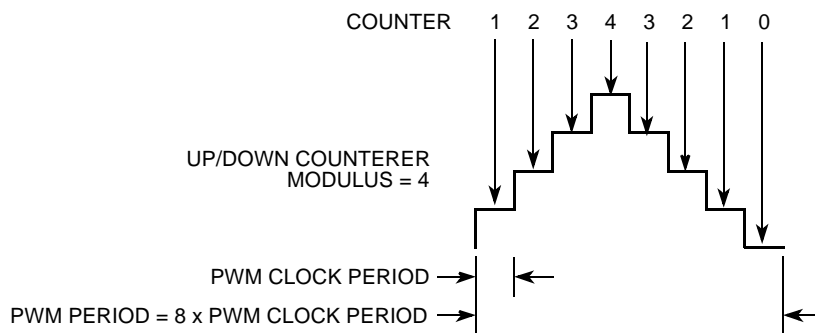 COUNTER 1 2 3 4 3 2 1 0
UP/DOWN COUNTERER
MODULUS = 4
PWM CLOCK PERIOD
PWM PERIOD = 8 x PWM CLOCK PERIOD